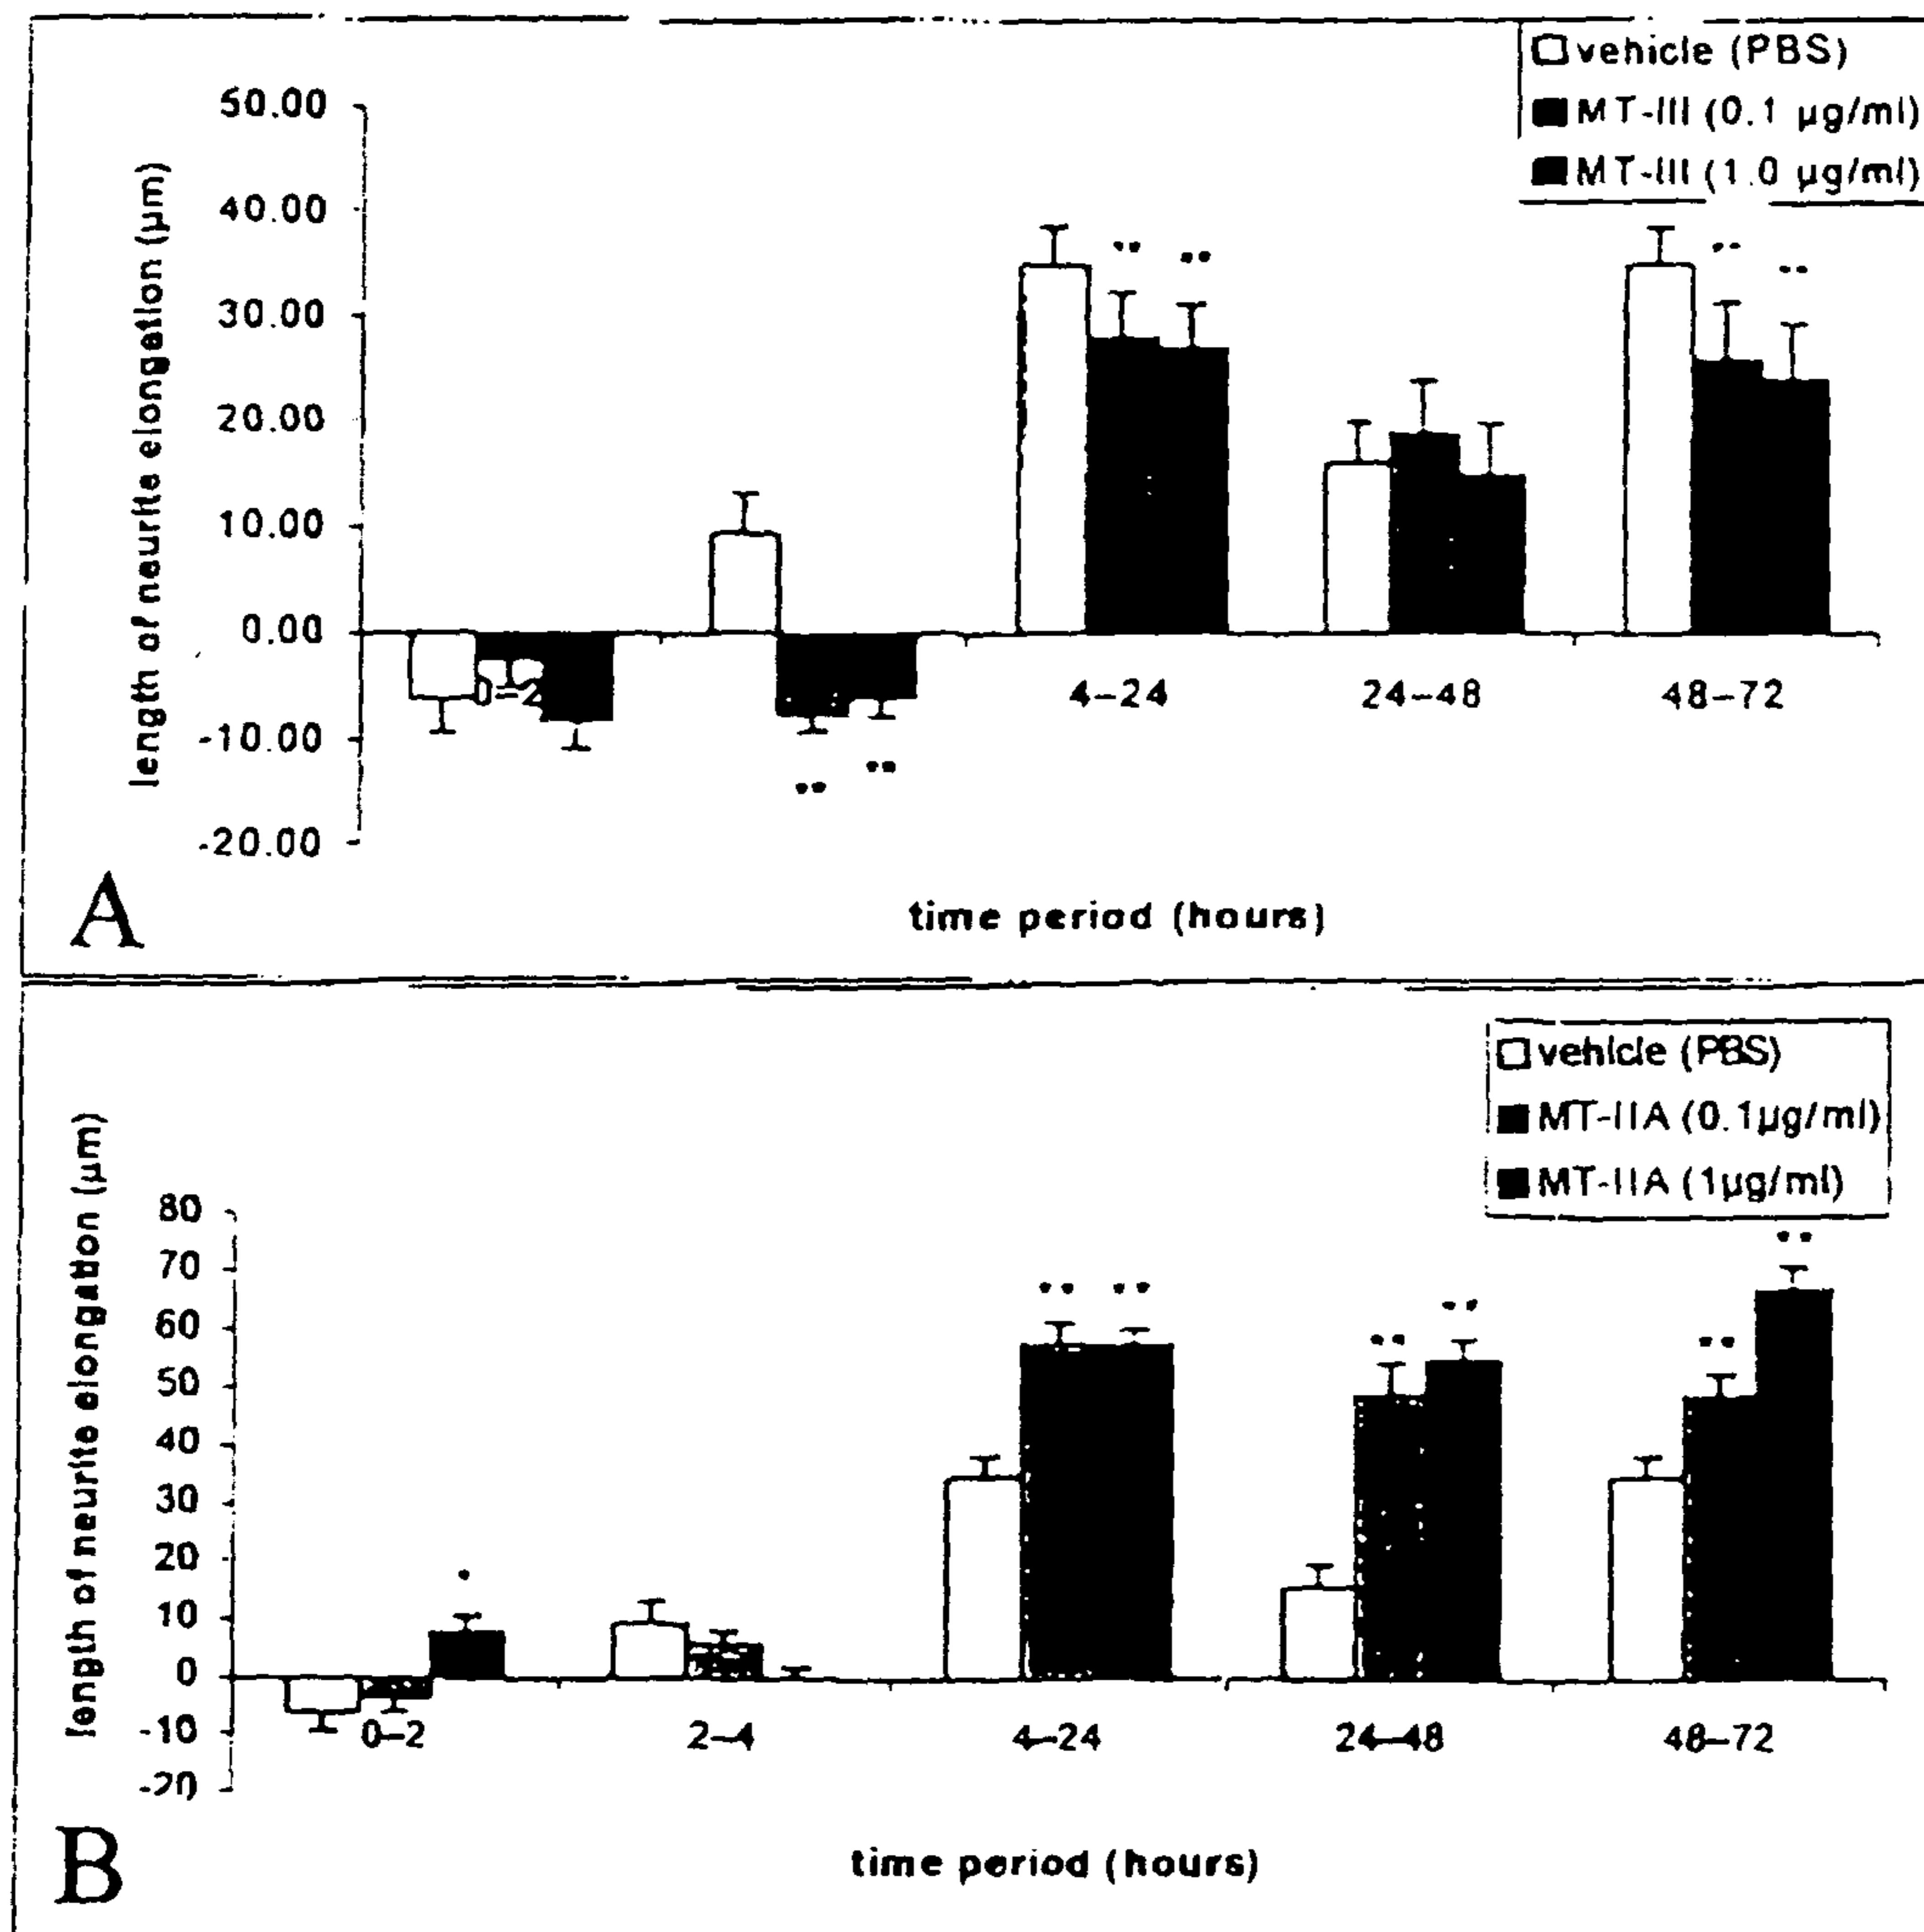 vehicle (PBS)
MT-III (0.1 µg/ml)
MT-III (1.0 µg/ml)
50.00
40.00
30.00
20.00
10.00
0.00
-10.00
-20.00
length of neurite elongation (µm)
0-2
4-24
24-48
48-72
** ** ** ** ** **
time period (hours)
A
vehicle (PBS)
MT-IIA (0.1µg/ml)
MT-IIA (1µg/ml)
80
70
60
50
40
30
20
10
0
-10
-20
length of neurite elongation (µm)
* ** ** ** ** ** **
0-2
2-4
4-24
24-48
48-72
time period (hours)
B